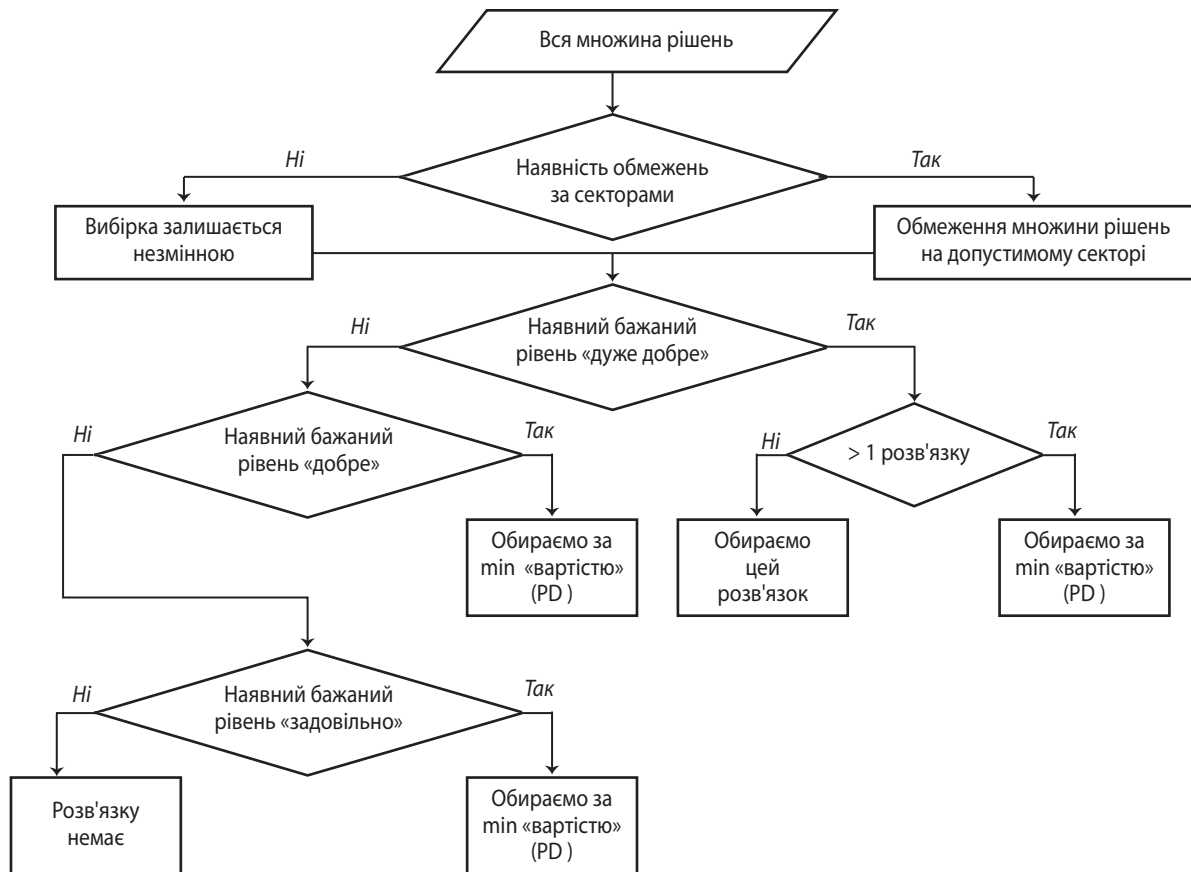 Вся множина рішень
Ні
Наявність обмежень
за секторами
Так
Вибірка залишається
незмінною
Обмеження множини рішень
на допустимому секторі
Ні
Наявний бажаний
рівень «дуже добре»
Так
Ні
Наявний бажаний
рівень «добре»
Так
Ні
> 1 розв'язку
Так
Обираємо за
min «вартістю»
(PD )
Обираємо
цей
розв'язок
Обираємо за
min «вартістю»
(PD )
Ні
Наявний бажаний
рівень «задовільно»
Так
Розв'язку
немає
Обираємо за
min «вартістю»
(PD )